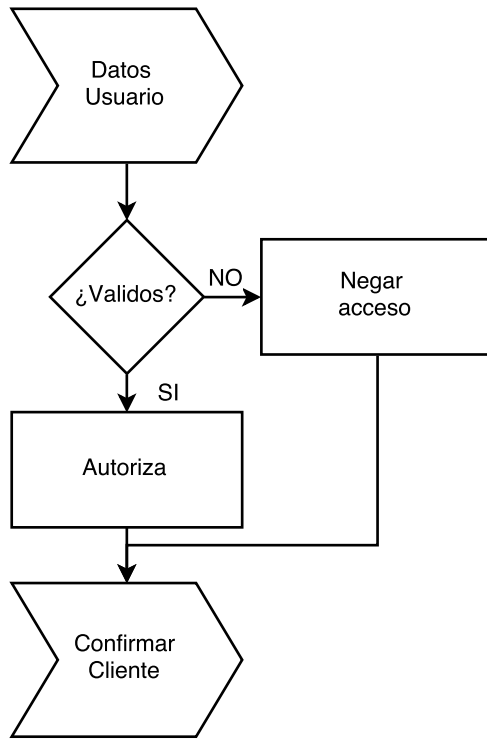 Datos
Usuario
¿Validos?
NO
Negar
acceso
SI
Autoriza
Confirmar
Cliente